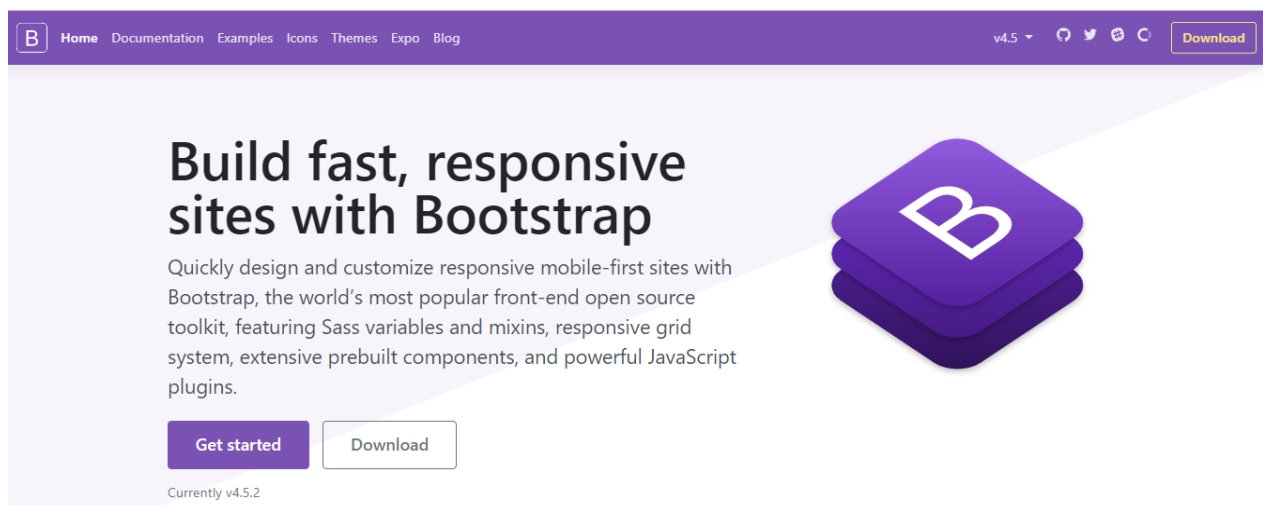 B Home Documentation Examples Icons Themes Expo Blog v4.5 Download
Build fast, responsive
sites with Bootstrap
Quickly design and customize responsive mobile-first sites with
Bootstrap, the world’s most popular front-end open source
toolkit, featuring Sass variables and mixins, responsive grid
system, extensive prebuilt components, and powerful JavaScript
plugins.
B
Get started Download
Currently v4.5.2